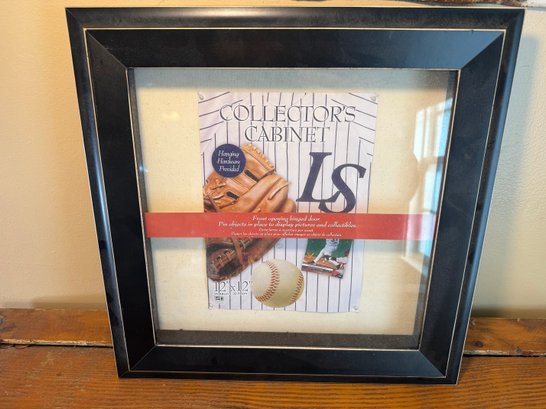 COLLECTOR'S
CABINET
Hanging
Hardware
Provided
LS
Front opening hinged door.
Pin objects in place to display pictures and collectibles.
12"x12"